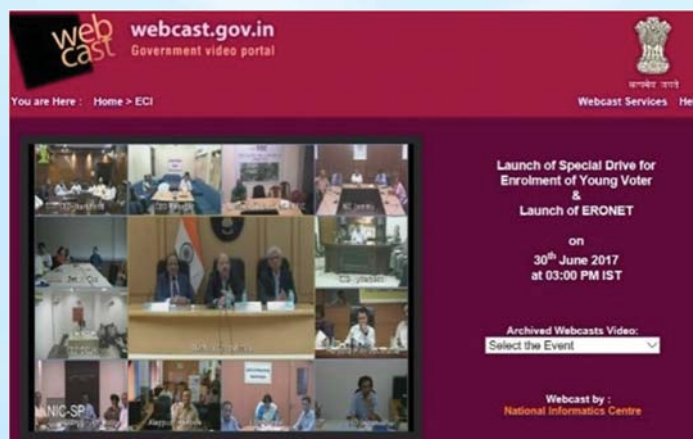 web cast
webcast.gov.in
Government video portal
सत्यमेव जयते
You are Here : Home > ECI
Webcast Services He
Launch of Special Drive for
Enrolment of Young Voter
&
Launch of ERONET
on
30th June 2017
at 03:00 PM IST
Archived Webcasts Video:
Select the Event
Webcast by :
National Informatics Centre
NIC-SP